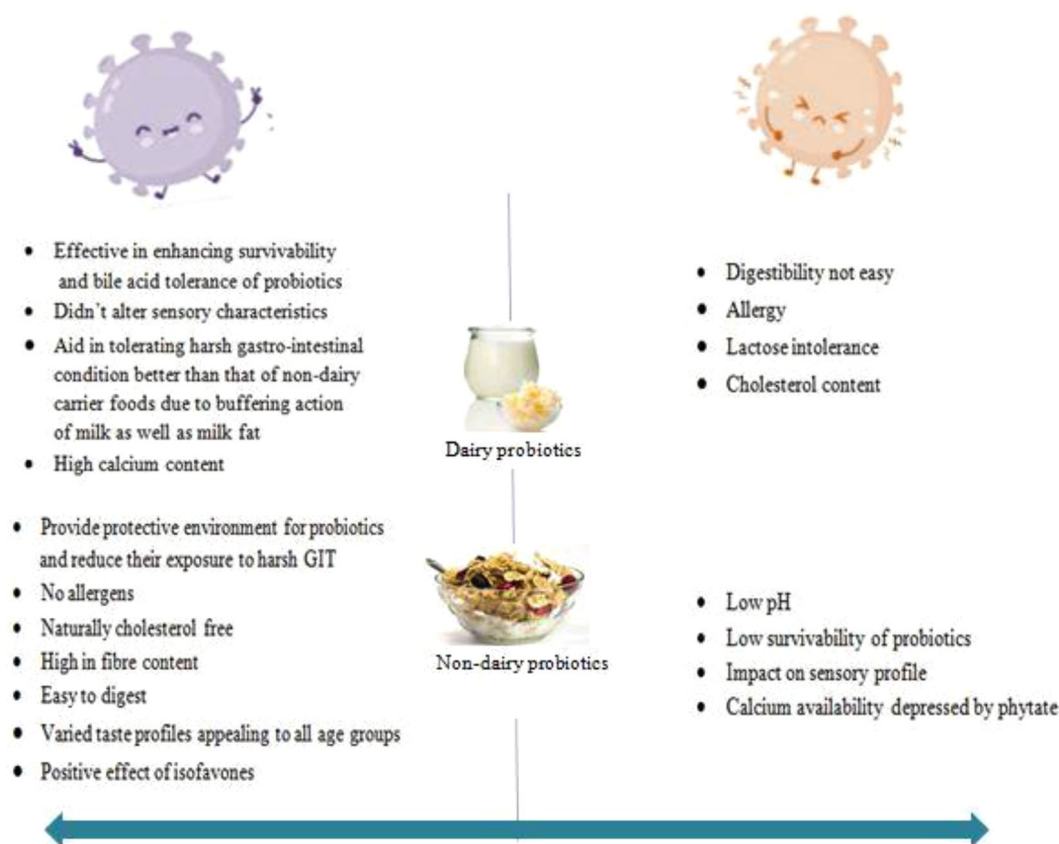 • Effective in enhancing survivability
and bile acid tolerance of probiotics
• Didn't alter sensory characteristics
• Aid in tolerating harsh gastro-intestinal
condition better than that of non-dairy
carrier foods due to buffering action
of milk as well as milk fat
• High calcium content
• Digestibility not easy
• Allergy
• Lactose intolerance
• Cholesterol content
Dairy probiotics
• Provide protective environment for probiotics
and reduce their exposure to harsh GIT
• No allergens
• Naturally cholesterol free
• High in fibre content
• Easy to digest
• Varied taste profiles appealing to all age groups
• Positive effect of isofavones
Non-dairy probiotics
• Low pH
• Low survivability of probiotics
• Impact on sensory profile
• Calcium availability depressed by phytate